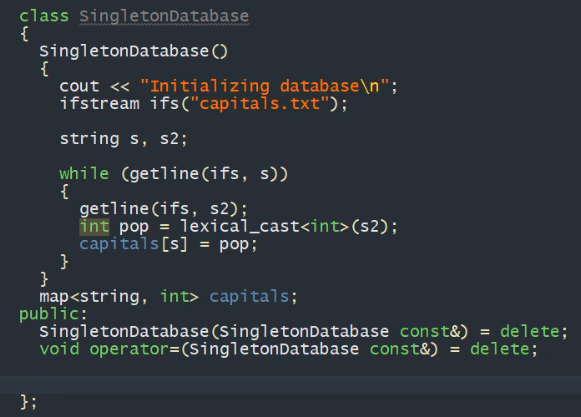 class SingletonDatabase
{
  SingletonDatabase()
  {
    cout << "Initializing database\n";
    ifstream ifs("capitals.txt");

    string s, s2;

    while (getline(ifs, s))
    {
      getline(ifs, s2);
      int pop = lexical_cast<int>(s2);
      capitals[s] = pop;
    }
  }
  map<string, int> capitals;
public:
  SingletonDatabase(SingletonDatabase const&) = delete;
  void operator=(SingletonDatabase const&) = delete;

};